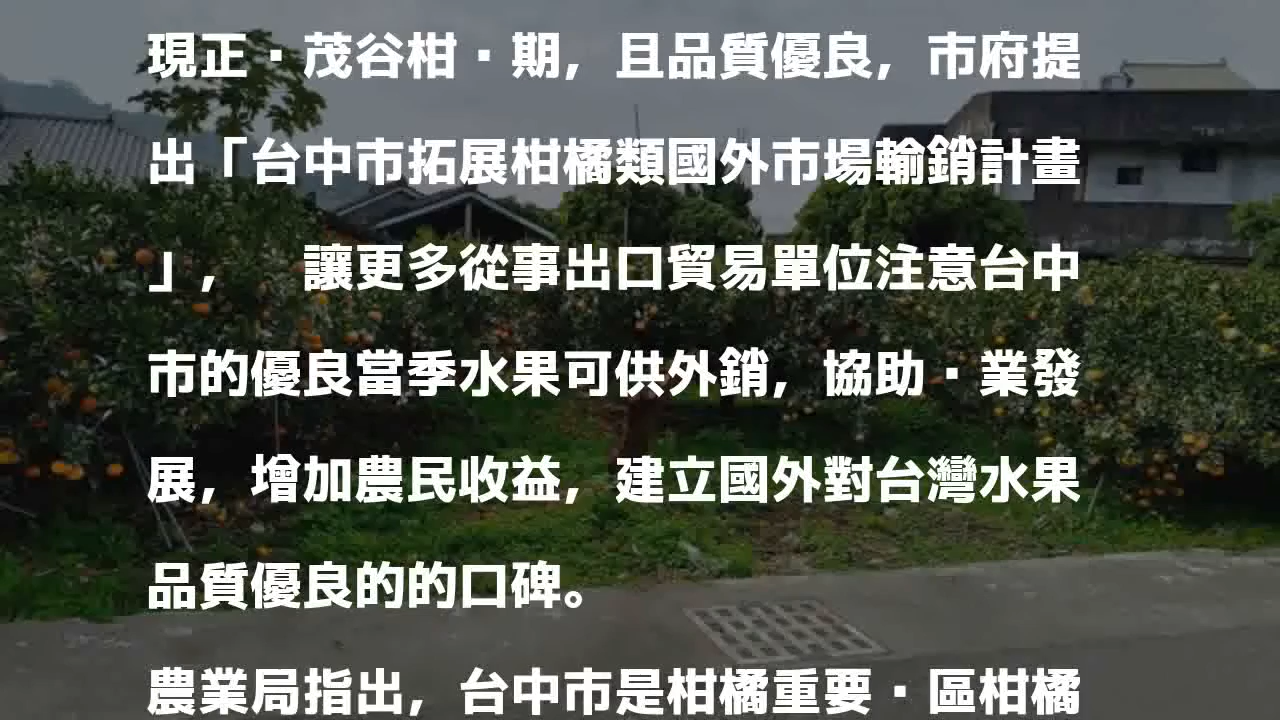 現正·茂谷柑·期，且品質優良，市府提
出「台中市拓展柑橘類國外市場輸銷計畫
」，　讓更多從事出口貿易單位注意台中
市的優良當季水果可供外銷，協助·業發
展，增加農民收益，建立國外對台灣水果
品質優良的的口碑。
農業局指出，台中市是柑橘重要·區柑橘